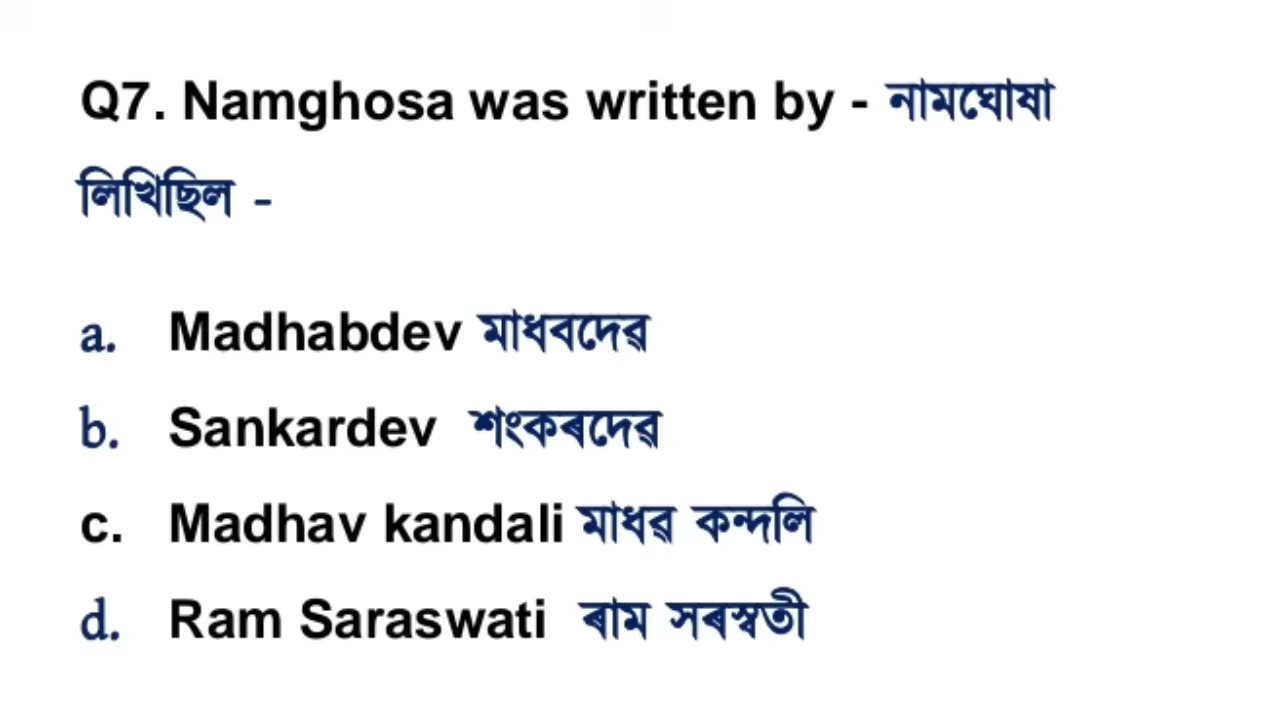 Q7. Namghosa was written by - নামঘোষা
লিখিছিল -
a. Madhabdev মাধবদেৱ
b. Sankardev শংকৰদেৱ
c. Madhav kandali মাধৱ কন্দলি
d. Ram Saraswati ৰাম সৰস্বতী